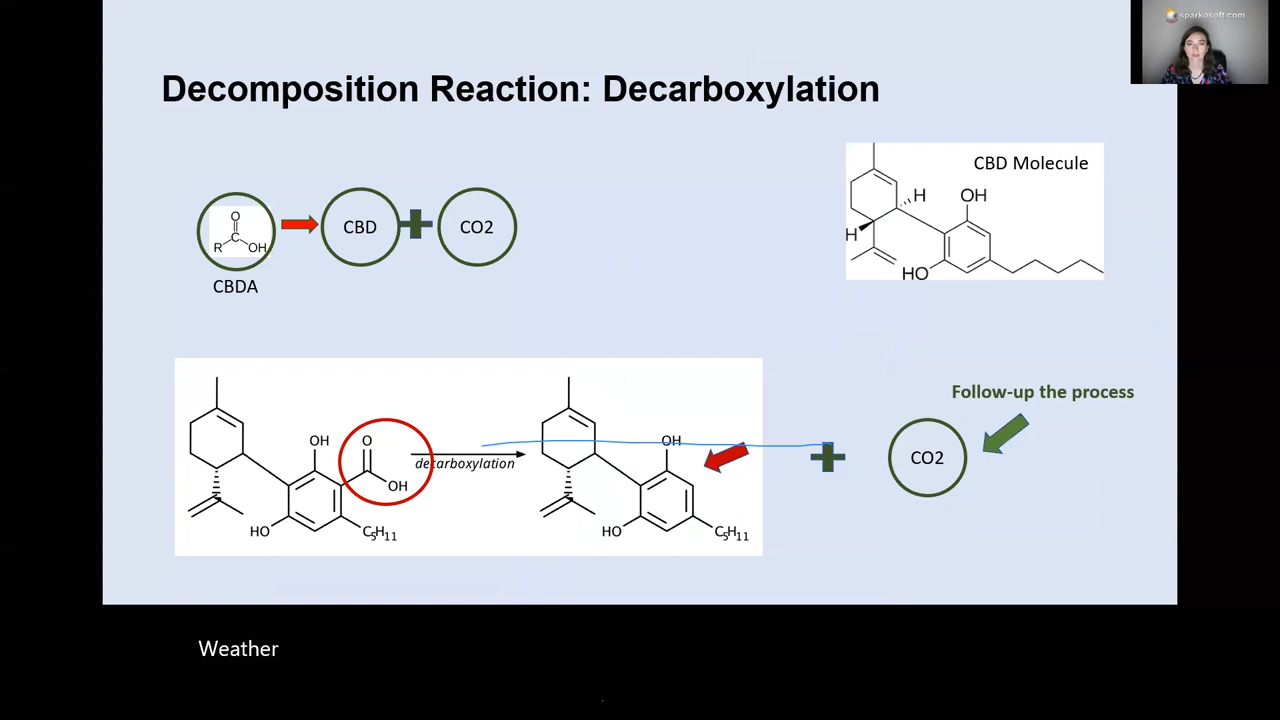 sparkosoft.com
Decomposition Reaction: Decarboxylation
CBD Molecule
H
OH
H
HO
O
C
R
OH
CBD
CO2
CBDA
Follow-up the process
OH
O
OH
HO
C5H11
decarboxylation
OH
HO
C5H11
CO2
Weather